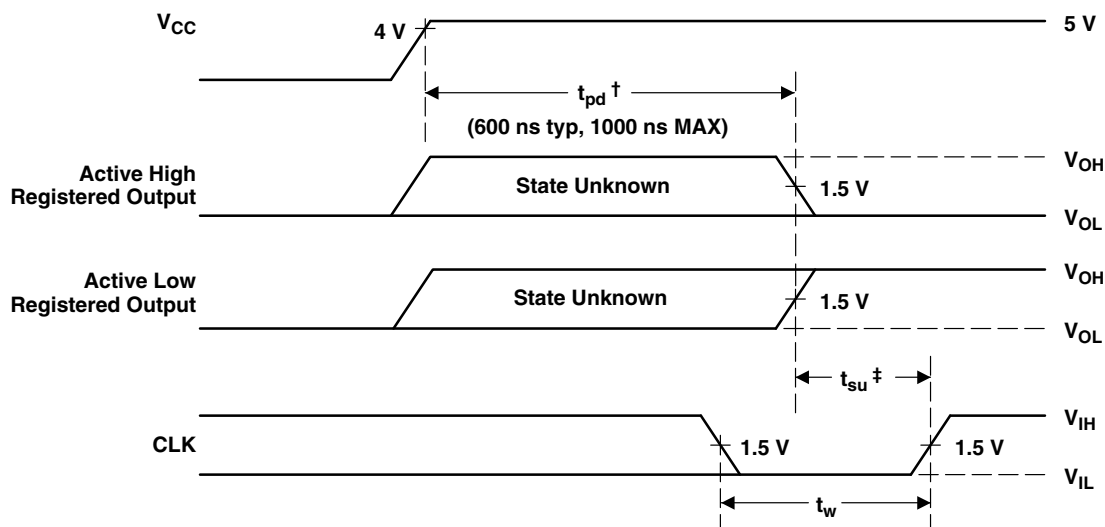 VCC
4 V
5 V
tpd †
(600 ns typ, 1000 ns MAX)
Active High
Registered Output
State Unknown
1.5 V
VOH
VOL
Active Low
Registered Output
State Unknown
1.5 V
VOH
VOL
tsu ‡
CLK
1.5 V
1.5 V
VIH
VIL
tw